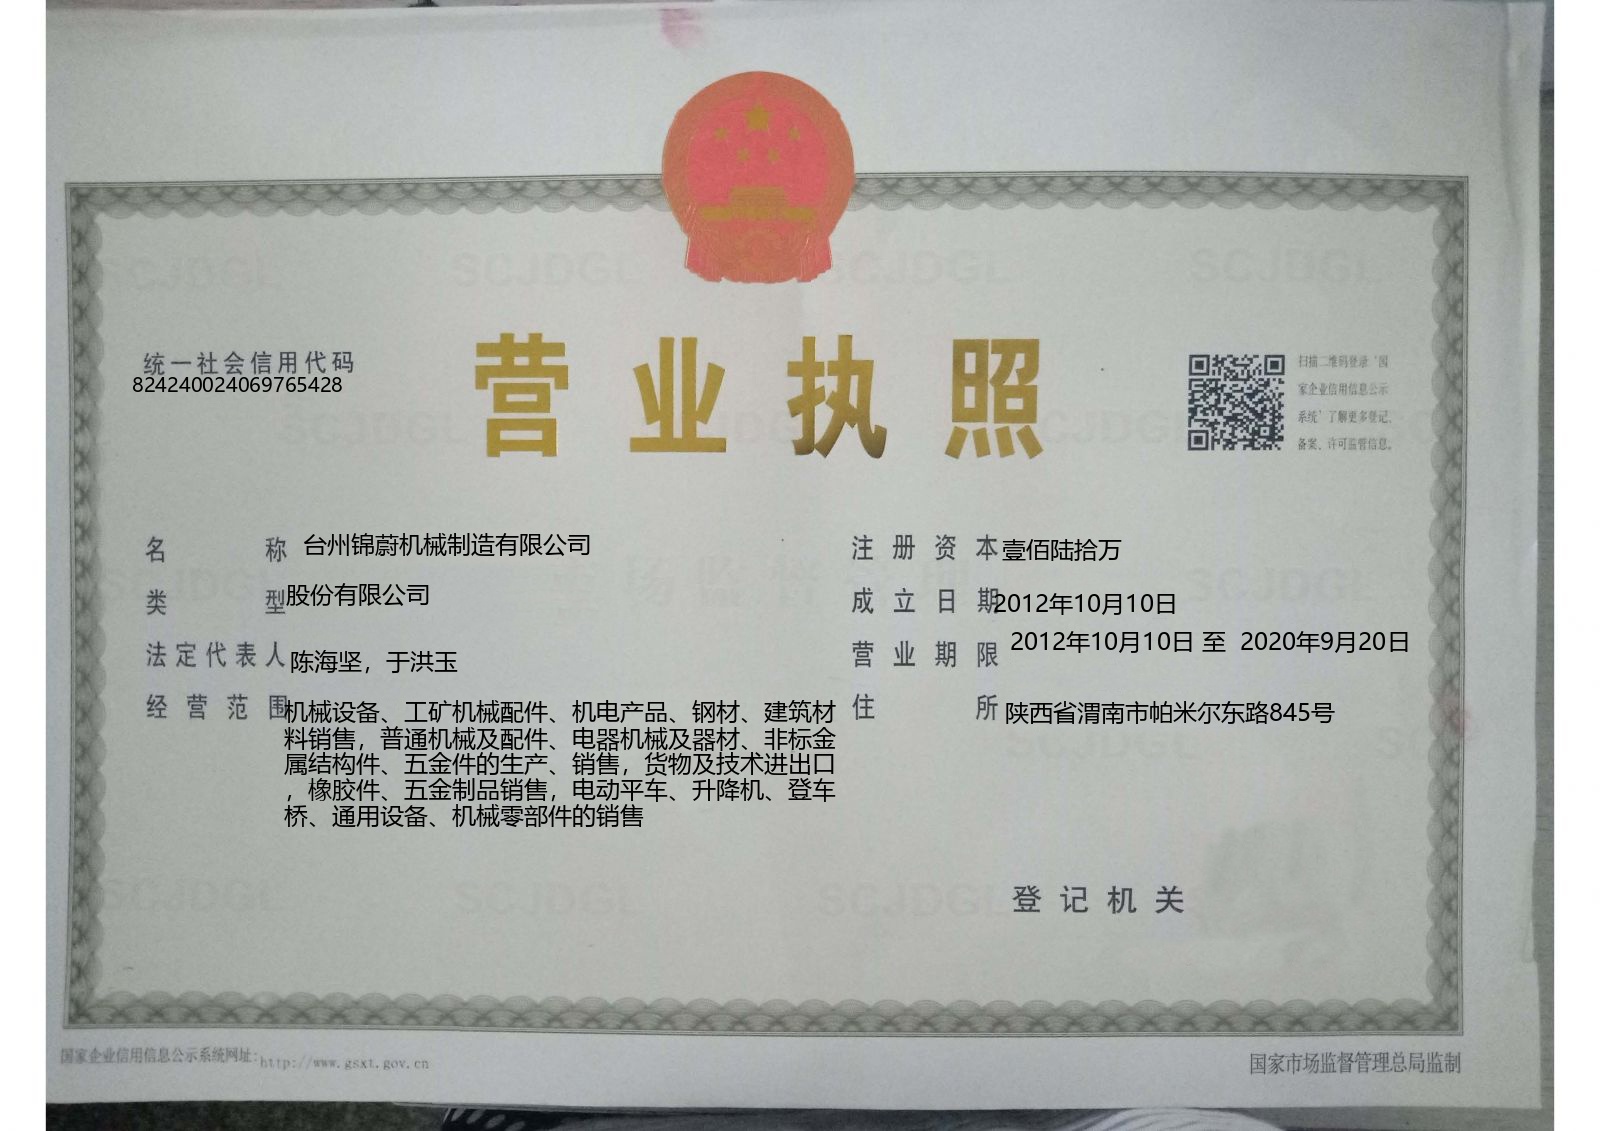 统一社会信用代码
824240024069765428
营业执照
扫描二维码登录‘国
家企业信用信息公示
系统’了解更多登记、
备案、许可监管信息。
名称 台州锦蔚机械制造有限公司
类型 股份有限公司
法定代表人 陈海坚，于洪玉
经营范围 机械设备、工矿机械配件、机电产品、钢材、建筑材
料销售，普通机械及配件、电器机械及器材、非标金
属结构件、五金件的生产、销售，货物及技术进出口
，橡胶件、五金制品销售，电动平车、升降机、登车
桥、通用设备、机械零部件的销售
注册资本 壹佰陆拾万
成立日期 2012年10月10日
营业期限 2012年10月10日 至 2020年9月20日
住所 陕西省渭南市帕米尔东路845号
登记机关
国家企业信用信息公示系统网址：http://www.gsxt.gov.cn
国家市场监督管理总局监制